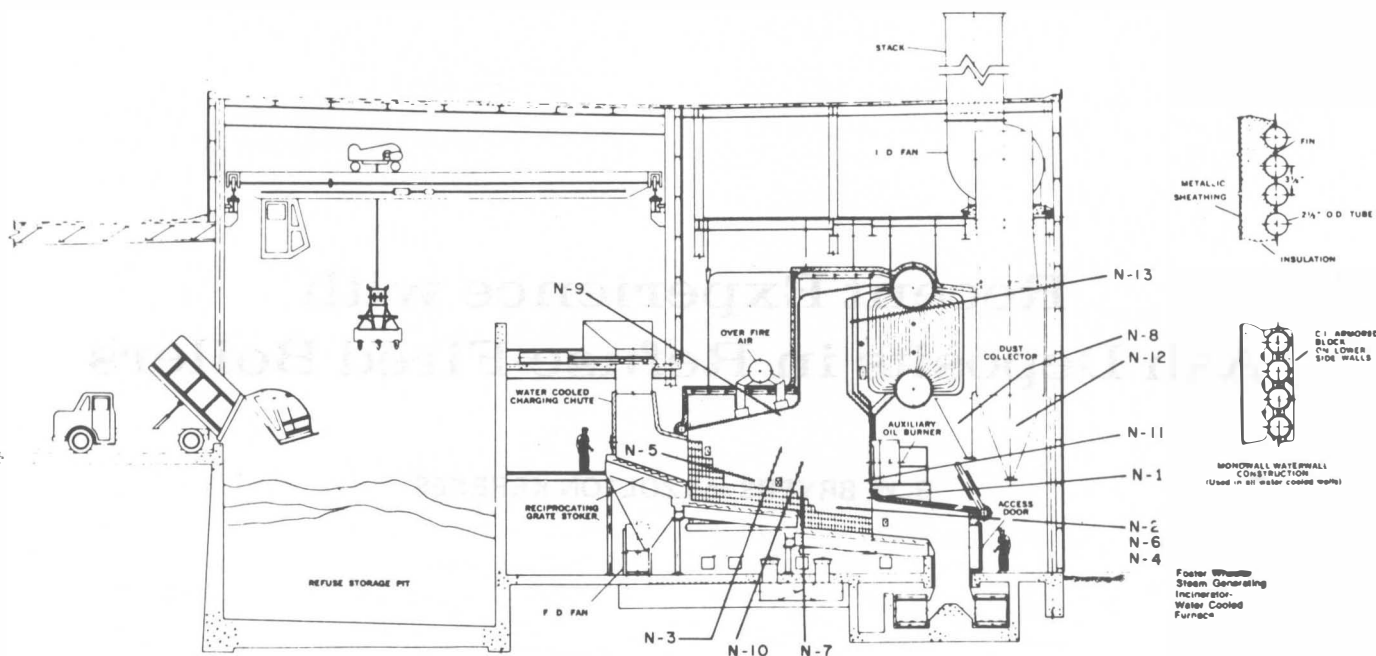 STACK
I D FAN
FIN
3⅛"
METALLIC
SHEATHING
2½" O.D TUBE
INSULATION
N-13
N-9
OVER FIRE
AIR
DUST
COLLECTOR
N-8
N-12
C.I. ARMORED
BLOCK
ON LOWER
SIDE WALLS
WATER COOLED
CHARGING CHUTE
AUXILIARY
OIL BURNER
N-11
N-5
N-1
MONOWALL WATERWALL
CONSTRUCTION
(Used in all water cooled walls)
RECIPROCATING
GRATE STOKER
ACCESS
DOOR
N-2
N-6
N-4
REFUSE STORAGE PIT
F D FAN
Foster Wheeler
Steam Generating
Incinerator-
Water Cooled
Furnace
N-3
N-10
N-7